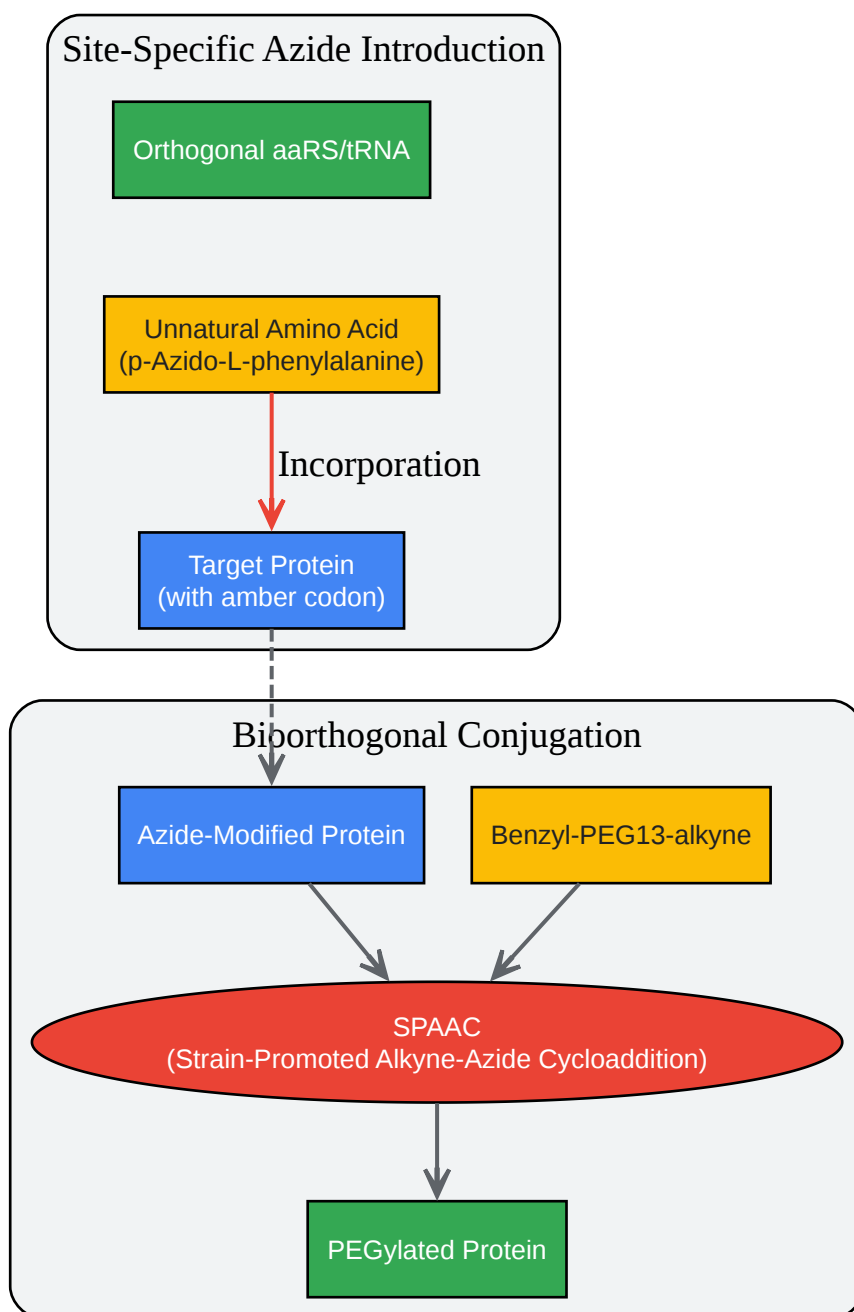 Site-Specific Azide Introduction
Orthogonal aaRS/tRNA
Unnatural Amino Acid
(p-Azido-L-phenylalanine)
Incorporation
Target Protein
(with amber codon)
Bioorthogonal Conjugation
Azide-Modified Protein
Benzyl-PEG13-alkyne
SPAAC
(Strain-Promoted Alkyne-Azide Cycloaddition)
PEGylated Protein